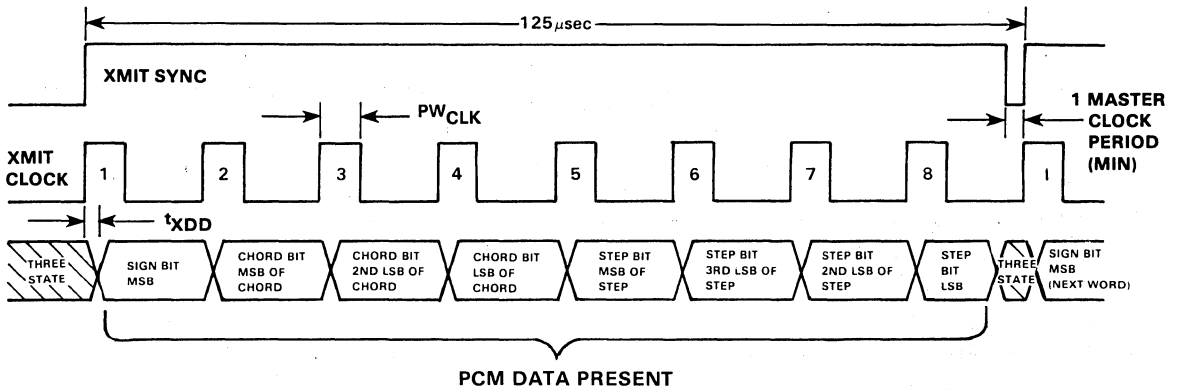 125μsec
XMIT SYNC
PWCLK
1 MASTER
CLOCK
PERIOD
(MIN)
XMIT
CLOCK
1
2
3
4
5
6
7
8
1
tXDD
THREE
STATE
SIGN BIT
MSB
CHORD BIT
MSB OF
CHORD
CHORD BIT
2ND LSB OF
CHORD
CHORD BIT
LSB OF
CHORD
STEP BIT
MSB OF
STEP
STEP BIT
3RD LSB OF
STEP
STEP BIT
2ND LSB OF
STEP
STEP
BIT
LSB
THREE
STATE
SIGN BIT
MSB
(NEXT WORD)
PCM DATA PRESENT